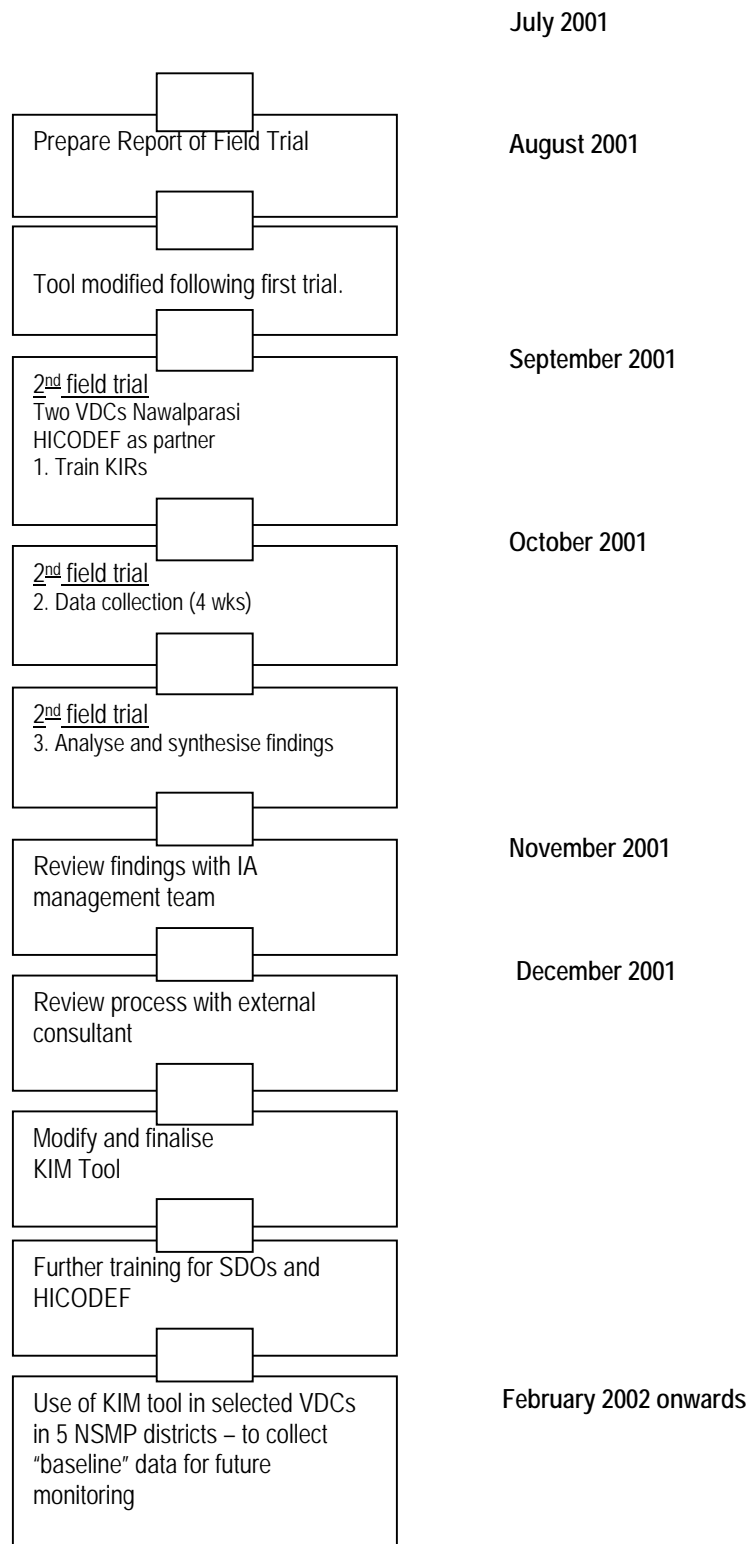 July 2001
Prepare Report of Field Trial
August 2001
Tool modified following first trial.
September 2001
2nd field trial
Two VDCs Nawalparasi
HICODEF as partner
1. Train KIRs
October 2001
2nd field trial
2. Data collection (4 wks)
2nd field trial
3. Analyse and synthesise findings
November 2001
Review findings with IA
management team
December 2001
Review process with external
consultant
Modify and finalise
KIM Tool
Further training for SDOs and
HICODEF
February 2002 onwards
Use of KIM tool in selected VDCs
in 5 NSMP districts – to collect
“baseline” data for future
monitoring